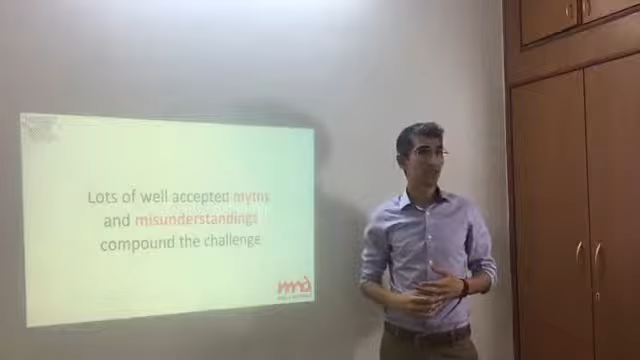 Lots of well accepted myths
and misunderstandings
compound the challenge